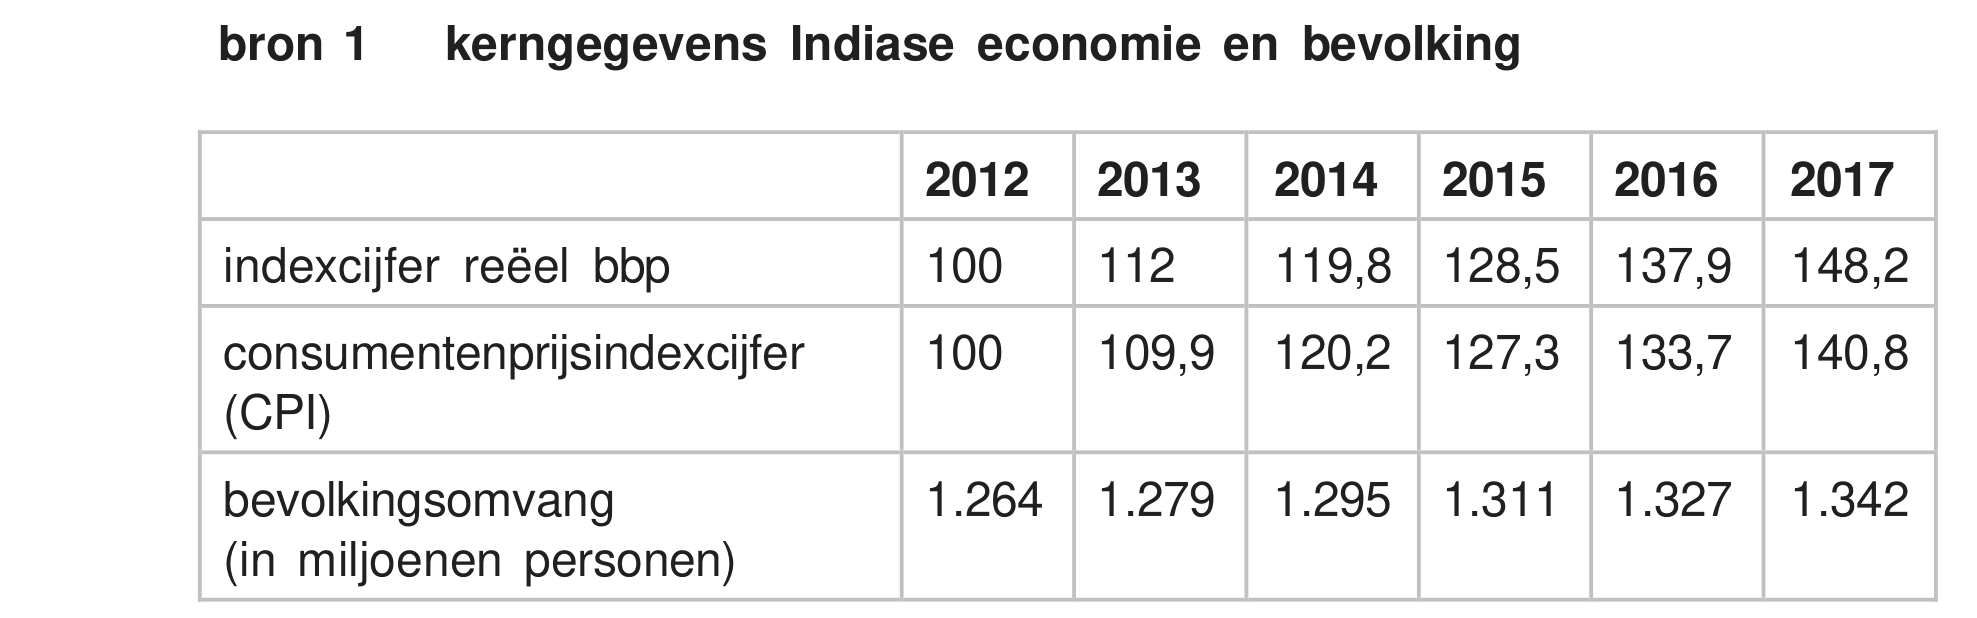 bron 1 kerngegevens Indiase economie en bevolking
2012 2013 2014 2015 2016 2017
indexcijfer reëel bbp 100 112 119,8 128,5 137,9 148,2
consumentenprijsindexcijfer 100 109,9 120,2 127,3 133,7 140,8
(CPI)
bevolkingsomvang 1.264 1.279 1.295 1.311 1.327 1.342
(in miljoenen personen)